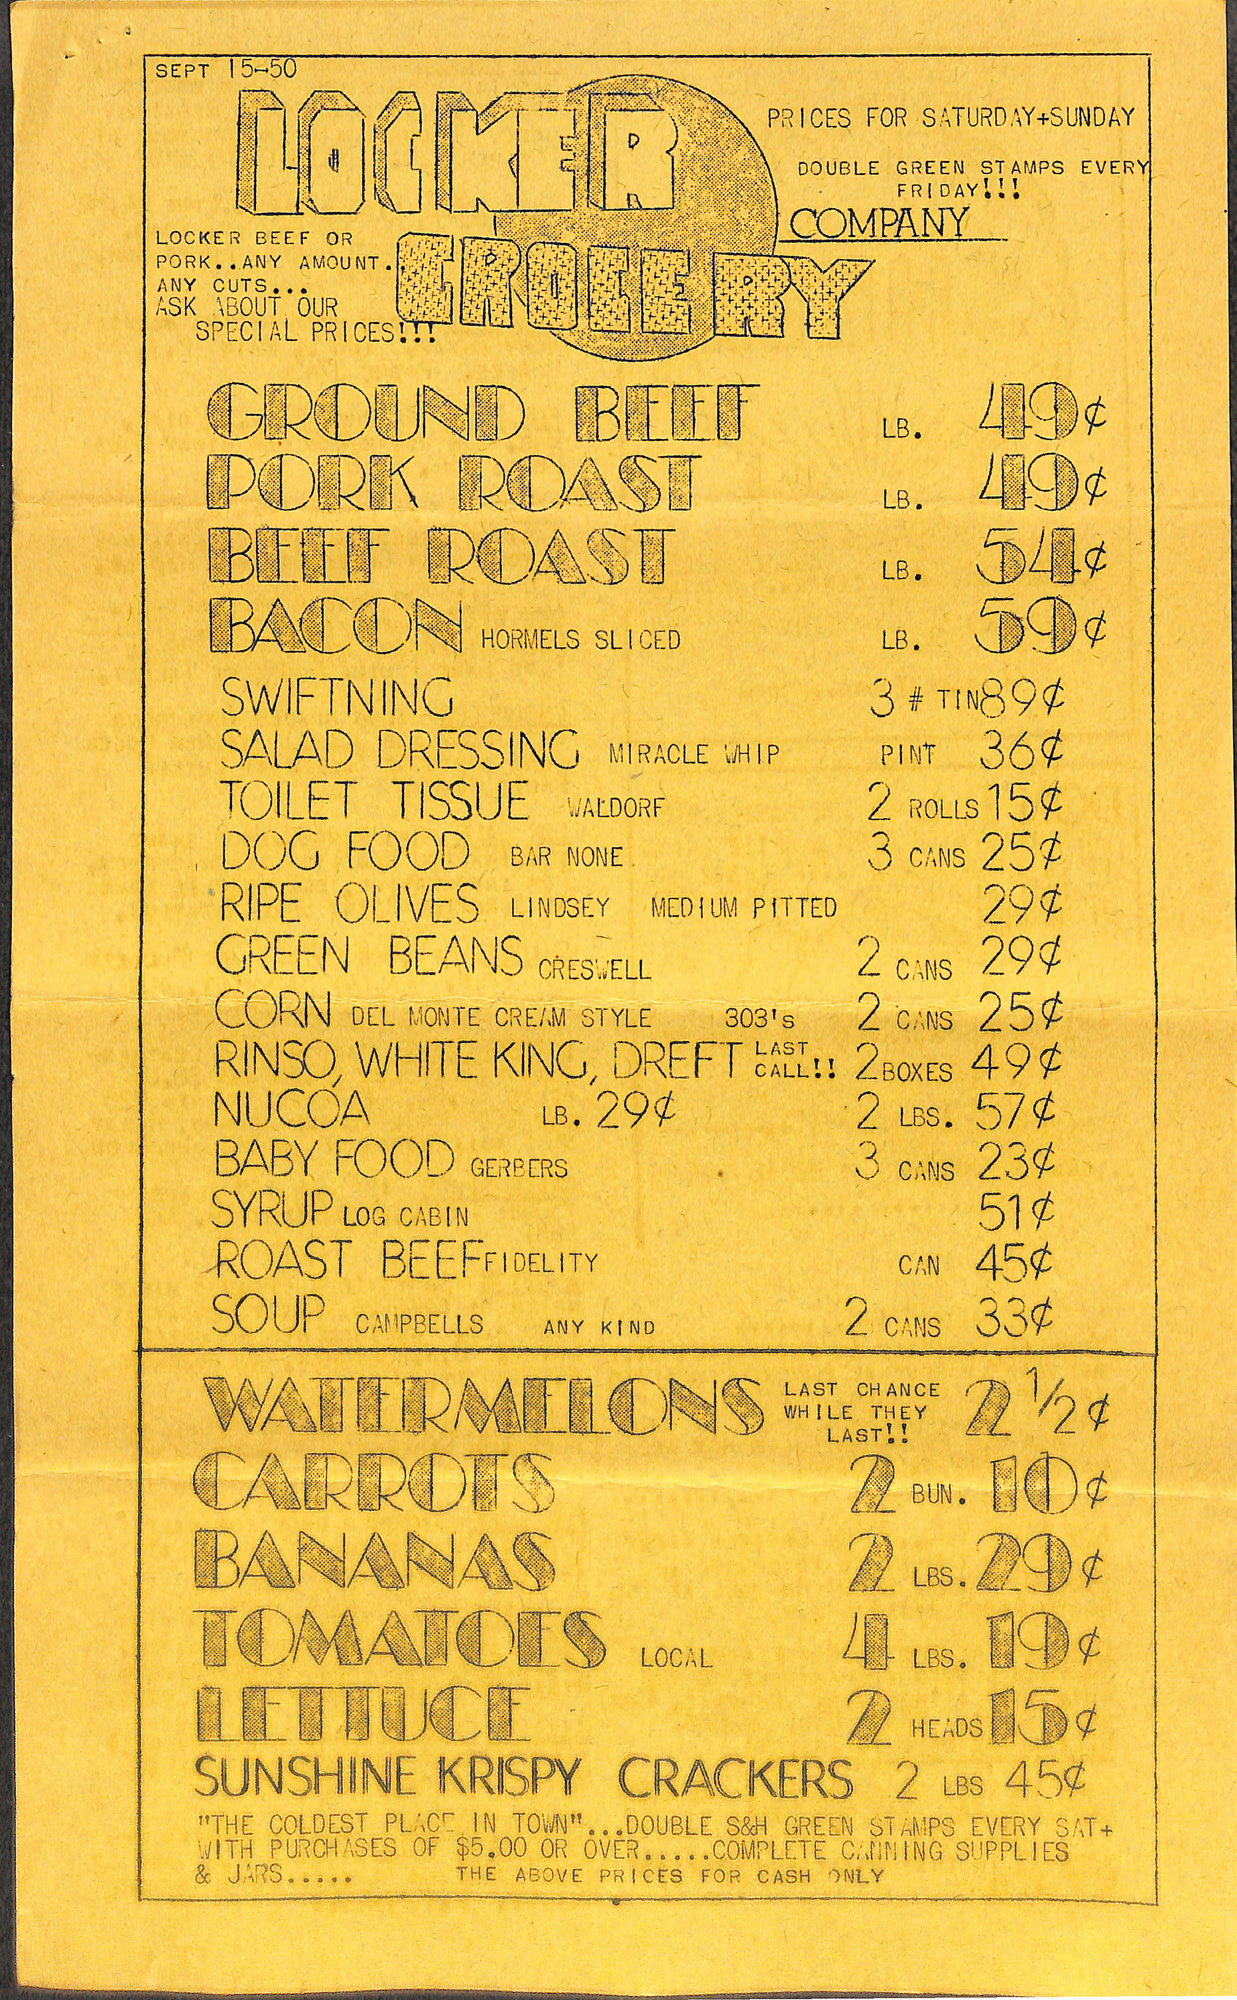 SEPT 15-50
LOCKER
PRICES FOR SATURDAY+SUNDAY
DOUBLE GREEN STAMPS EVERY
FRIDAY!!!
COMPANY
GROCERY
LOCKER BEEF OR
PORK..ANY AMOUNT.
ANY CUTS...
ASK ABOUT OUR
SPECIAL PRICES!!!
GROUND BEEF LB. 49¢
PORK ROAST LB. 49¢
BEEF ROAST LB. 54¢
BACON HORMELS SLICED LB. 59¢
SWIFTNING 3 # TIN 89¢
SALAD DRESSING MIRACLE WHIP PINT 36¢
TOILET TISSUE WALDORF 2 ROLLS 15¢
DOG FOOD BAR NONE 3 CANS 25¢
RIPE OLIVES LINDSEY MEDIUM PITTED 29¢
GREEN BEANS CRESWELL 2 CANS 29¢
CORN DEL MONTE CREAM STYLE 303's 2 CANS 25¢
RINSO, WHITE KING, DREFT LAST CALL!! 2 BOXES 49¢
NUCOA LB. 29¢ 2 LBS. 57¢
BABY FOOD GERBERS 3 CANS 23¢
SYRUP LOG CABIN 51¢
ROAST BEEF FIDELITY CAN 45¢
SOUP CAMPBELLS ANY KIND 2 CANS 33¢
WATERMELONS LAST CHANCE WHILE THEY LAST!! 2 1/2¢
CARROTS 2 BUN. 10¢
BANANAS 2 LBS. 29¢
TOMATOES LOCAL 4 LBS. 19¢
LETTUCE 2 HEADS 15¢
SUNSHINE KRISPY CRACKERS 2 LBS 45¢
"THE COLDEST PLACE IN TOWN"...DOUBLE S&H GREEN STAMPS EVERY SAT+
WITH PURCHASES OF $5.00 OR OVER.....COMPLETE CANNING SUPPLIES
& JARS..... THE ABOVE PRICES FOR CASH ONLY